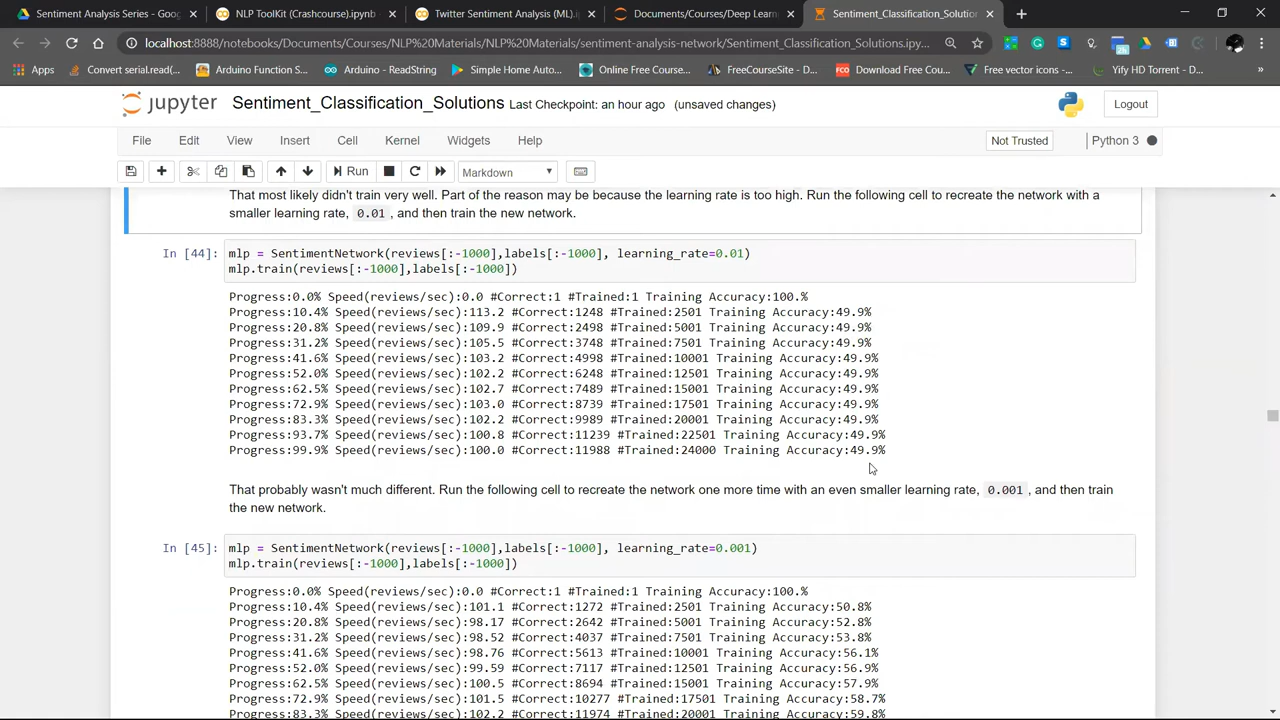 Sentiment Analysis Series - Goog
NLP ToolKit (Crashcourse).ipynb
Twitter Sentiment Analysis (ML).i
Documents/Courses/Deep Learn
Sentiment_Classification_Solution
localhost:8888/notebooks/Documents/Courses/NLP%20Materials/NLP%20Materials/sentiment-analysis-network/Sentiment_Classification_Solutions.ipy...
Apps
Convert serial.read(...
Arduino Function S...
Arduino - ReadString
Simple Home Auto...
Online Free Course...
FreeCourseSite - D...
Download Free Cou...
Free vector icons -...
Yify HD Torrent - D...
»
jupyter Sentiment_Classification_Solutions Last Checkpoint: an hour ago (unsaved changes)
Logout
File Edit View Insert Cell Kernel Widgets Help
Not Trusted
Python 3
Run
Markdown
That most likely didn't train very well. Part of the reason may be because the learning rate is too high. Run the following cell to recreate the network with a
smaller learning rate, 0.01 , and then train the new network.
In [44]: mlp = SentimentNetwork(reviews[:-1000],labels[:-1000], learning_rate=0.01)
mlp.train(reviews[:-1000],labels[:-1000])
Progress:0.0% Speed(reviews/sec):0.0 #Correct:1 #Trained:1 Training Accuracy:100.%
Progress:10.4% Speed(reviews/sec):113.2 #Correct:1248 #Trained:2501 Training Accuracy:49.9%
Progress:20.8% Speed(reviews/sec):109.9 #Correct:2498 #Trained:5001 Training Accuracy:49.9%
Progress:31.2% Speed(reviews/sec):105.5 #Correct:3748 #Trained:7501 Training Accuracy:49.9%
Progress:41.6% Speed(reviews/sec):103.2 #Correct:4998 #Trained:10001 Training Accuracy:49.9%
Progress:52.0% Speed(reviews/sec):102.2 #Correct:6248 #Trained:12501 Training Accuracy:49.9%
Progress:62.5% Speed(reviews/sec):102.7 #Correct:7489 #Trained:15001 Training Accuracy:49.9%
Progress:72.9% Speed(reviews/sec):103.0 #Correct:8739 #Trained:17501 Training Accuracy:49.9%
Progress:83.3% Speed(reviews/sec):102.2 #Correct:9989 #Trained:20001 Training Accuracy:49.9%
Progress:93.7% Speed(reviews/sec):100.8 #Correct:11239 #Trained:22501 Training Accuracy:49.9%
Progress:99.9% Speed(reviews/sec):100.0 #Correct:11988 #Trained:24000 Training Accuracy:49.9%
That probably wasn't much different. Run the following cell to recreate the network one more time with an even smaller learning rate, 0.001 , and then train
the new network.
In [45]: mlp = SentimentNetwork(reviews[:-1000],labels[:-1000], learning_rate=0.001)
mlp.train(reviews[:-1000],labels[:-1000])
Progress:0.0% Speed(reviews/sec):0.0 #Correct:1 #Trained:1 Training Accuracy:100.%
Progress:10.4% Speed(reviews/sec):101.1 #Correct:1272 #Trained:2501 Training Accuracy:50.8%
Progress:20.8% Speed(reviews/sec):98.17 #Correct:2642 #Trained:5001 Training Accuracy:52.8%
Progress:31.2% Speed(reviews/sec):98.52 #Correct:4037 #Trained:7501 Training Accuracy:53.8%
Progress:41.6% Speed(reviews/sec):98.76 #Correct:5613 #Trained:10001 Training Accuracy:56.1%
Progress:52.0% Speed(reviews/sec):99.59 #Correct:7117 #Trained:12501 Training Accuracy:56.9%
Progress:62.5% Speed(reviews/sec):100.5 #Correct:8694 #Trained:15001 Training Accuracy:57.9%
Progress:72.9% Speed(reviews/sec):101.5 #Correct:10277 #Trained:17501 Training Accuracy:58.7%
Progress:83.3% Speed(reviews/sec):102.2 #Correct:11974 #Trained:20001 Training Accuracy:59.8%